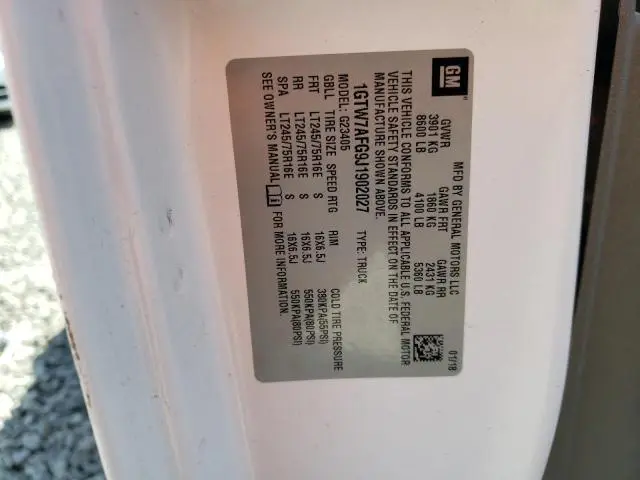 GM ®
MFD BY GENERAL MOTORS LLC 01/18
GVWR GAWR FRT GAWR RR
3901 KG 1860 KG 2431 KG
8600 LB 4100 LB 5360 LB
THIS VEHICLE CONFORMS TO ALL APPLICABLE U.S. FEDERAL MOTOR
VEHICLE SAFETY STANDARDS IN EFFECT ON THE DATE OF
MANUFACTURE SHOWN ABOVE.
1GTW7AFG9J1902027 TYPE: TRUCK
MODEL: G23405
GBLL TIRE SIZE SPEED RTG RIM COLD TIRE PRESSURE
FRT LT245/75R16E S 16X6.5J 380KPA(55PSI)
RR LT245/75R16E S 16X6.5J 550KPA(80PSI)
SPA LT245/75R16E S 16X6.5J 550KPA(80PSI)
SEE OWNER'S MANUAL i FOR MORE INFORMATION.